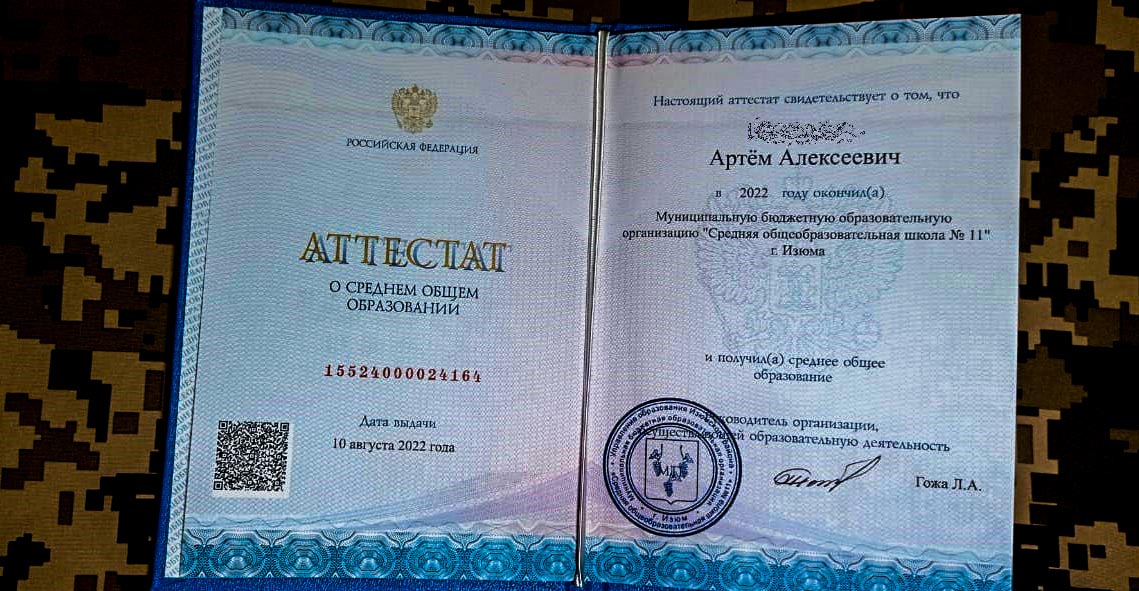 РОССИЙСКАЯ ФЕДЕРАЦИЯ
АТТЕСТАТ
О СРЕДНЕМ ОБЩЕМ
ОБРАЗОВАНИИ
15524000024164
Дата выдачи
10 августа 2022 года
Настоящий аттестат свидетельствует о том, что
Артём Алексеевич
в 2022 году окончил(а)
Муниципальную бюджетную образовательную
организацию "Средняя общеобразовательная школа № 11"
г. Изюма
и получил(а) среднее общее
образование
организации,
образовательную деятельность
Гожа Л.А.
г. Изюм